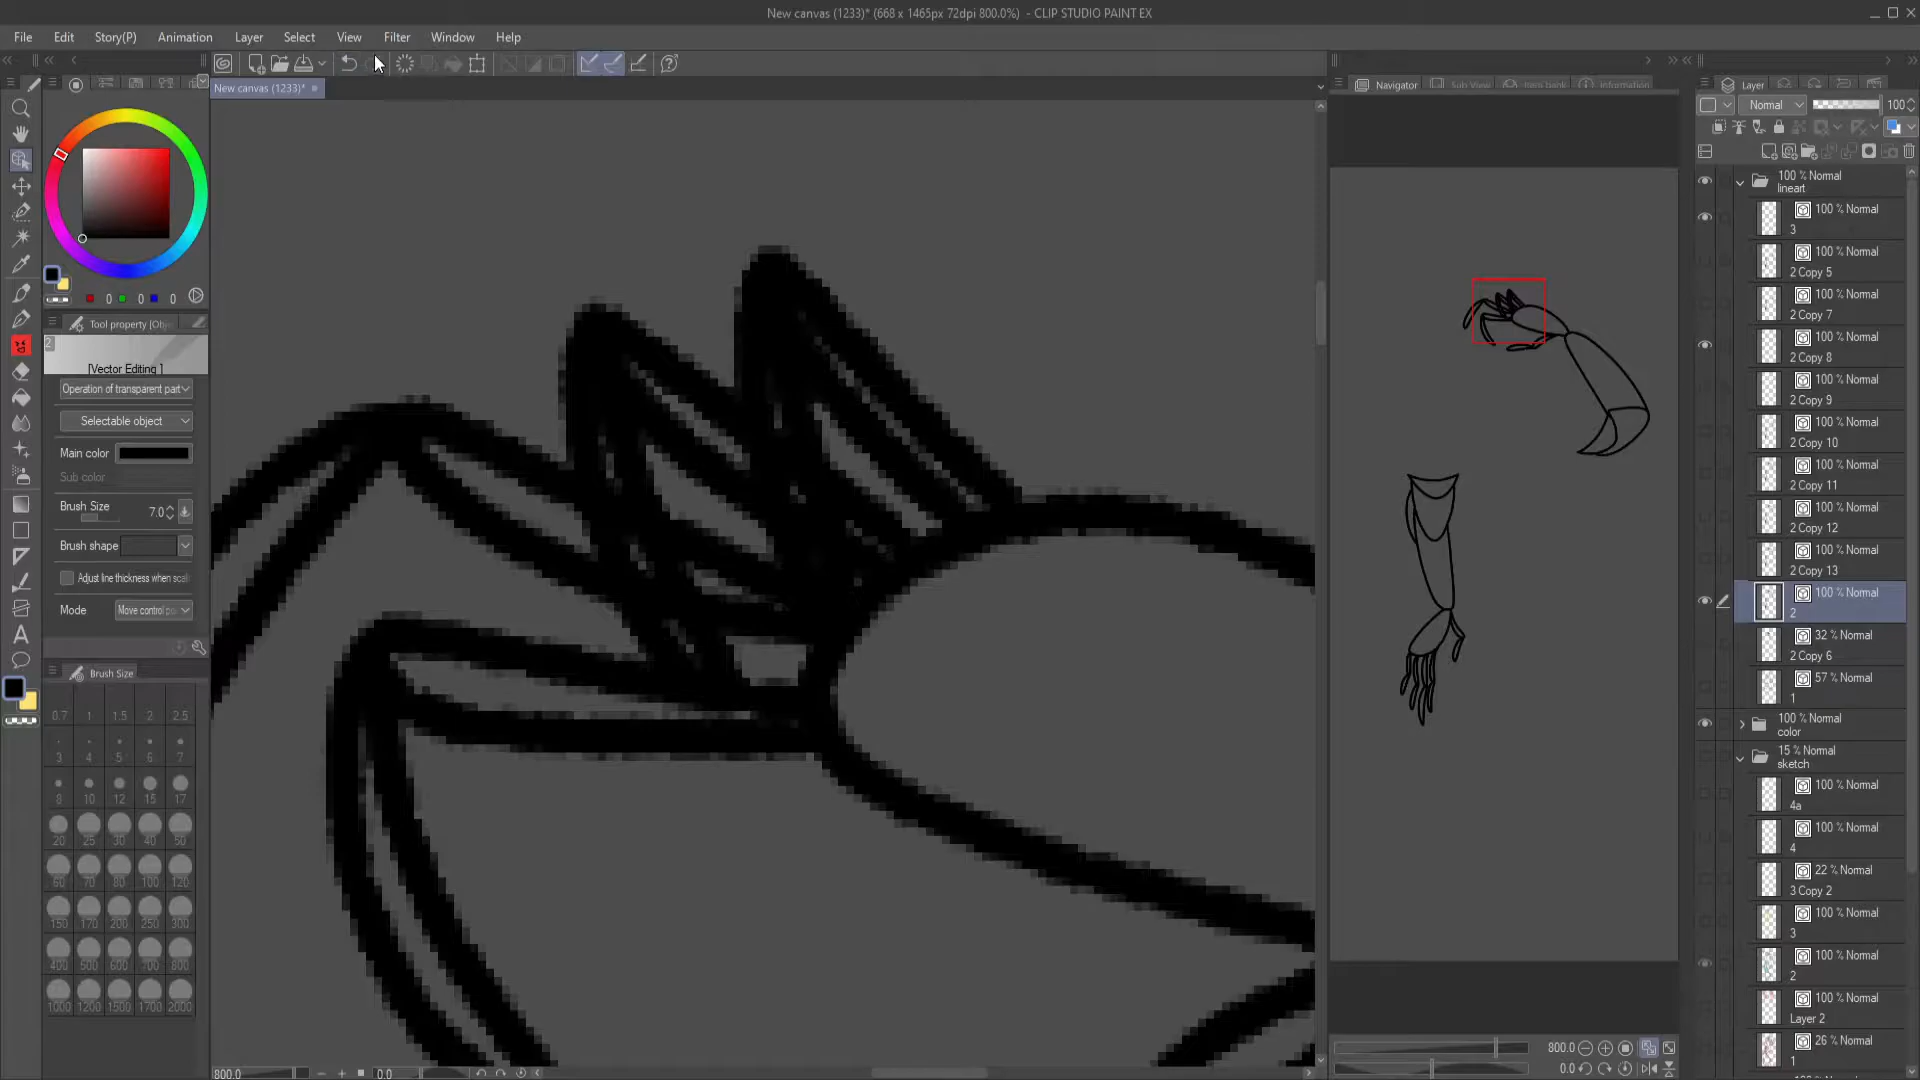 New canvas (1233)* (668 x 1465px 72dpi 800.0%) - CLIP STUDIO PAINT EX
File Edit Story(P) Animation Layer Select View Filter Window Help
New canvas (1233)*
Navigator Sub View Item bank Information
Layer
Normal 100
0 0 0
Tool property [Obj
2
[Vector Editing ]
Operation of transparent part
Selectable object
Main color
Sub color
Brush Size 7.0
Brush shape
Adjust line thickness when scal
Mode Move control po
Brush Size
0.7 1 1.5 2 2.5
3 4 5 6 7
8 10 12 15 17
20 25 30 40 50
60 70 80 100 120
150 170 200 250 300
400 500 600 700 800
1000 1200 1500 1700 2000
800.0 0.0
800.0
0.0
100 % Normal
lineart
100 % Normal
3
100 % Normal
2 Copy 5
100 % Normal
2 Copy 7
100 % Normal
2 Copy 8
100 % Normal
2 Copy 9
100 % Normal
2 Copy 10
100 % Normal
2 Copy 11
100 % Normal
2 Copy 12
100 % Normal
2 Copy 13
100 % Normal
2
32 % Normal
2 Copy 6
57 % Normal
1
100 % Normal
color
15 % Normal
sketch
100 % Normal
4a
100 % Normal
4
22 % Normal
3 Copy 2
100 % Normal
3
100 % Normal
2
100 % Normal
Layer 2
26 % Normal
1